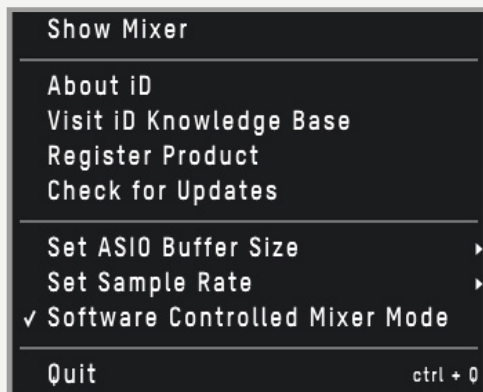 Show Mixer
About iD
Visit iD Knowledge Base
Register Product
Check for Updates
Set ASIO Buffer Size
Set Sample Rate
✓ Software Controlled Mixer Mode
Quit ctrl + Q